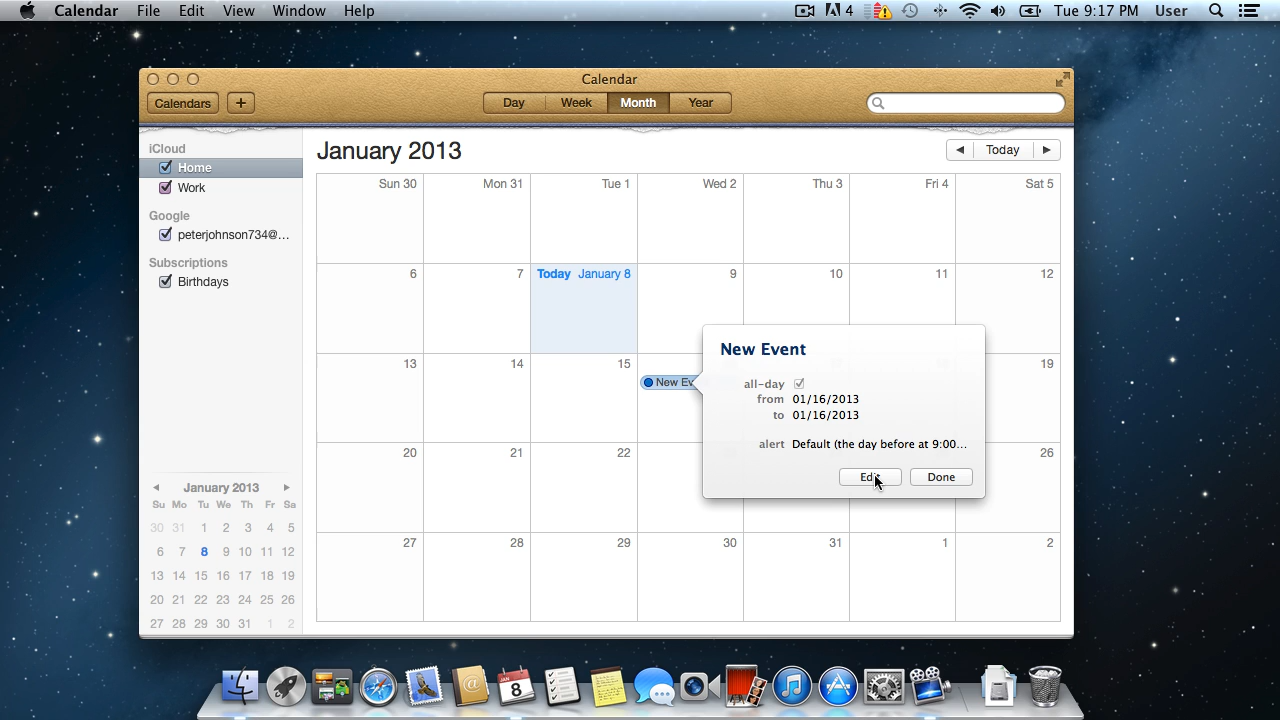 Calendar File Edit View Window Help
4 Tue 9:17 PM User
Calendar
Calendars + Day Week Month Year
iCloud
Home
Work
Google
peterjohnson734@...
Subscriptions
Birthdays
January 2013
Today
Sun 30 Mon 31 Tue 1 Wed 2 Thu 3 Fri 4 Sat 5
6 7 Today January 8 9 10 11 12
13 14 15 19
New Ev
20 21 22 26
27 28 29 30 31 1 2
New Event
all-day
from 01/16/2013
to 01/16/2013
alert Default (the day before at 9:00...
Edit Done
January 2013
Su Mo Tu We Th Fr Sa
30 31 1 2 3 4 5
6 7 8 9 10 11 12
13 14 15 16 17 18 19
20 21 22 23 24 25 26
27 28 29 30 31 1 2
JAN
8